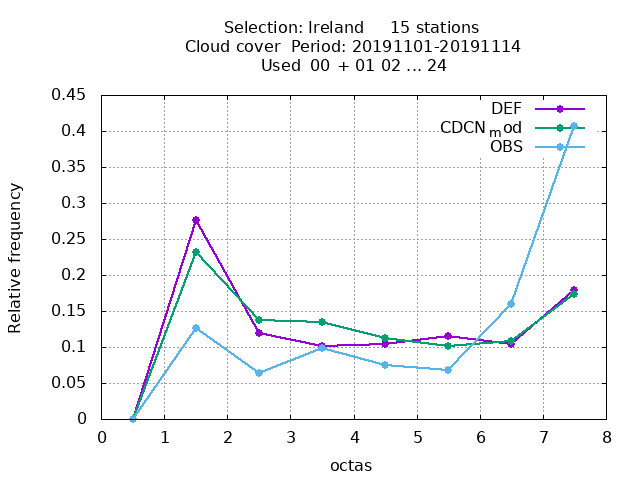 Selection: Ireland 15 stations
Cloud cover Period: 20191101-20191114
Used 00 + 01 02 ... 24
0.45
0.4
0.35
0.3
0.25
0.2
0.15
0.1
0.05
0
Relative frequency
DEF
CDCNmod
OBS
0 1 2 3 4 5 6 7 8
octas